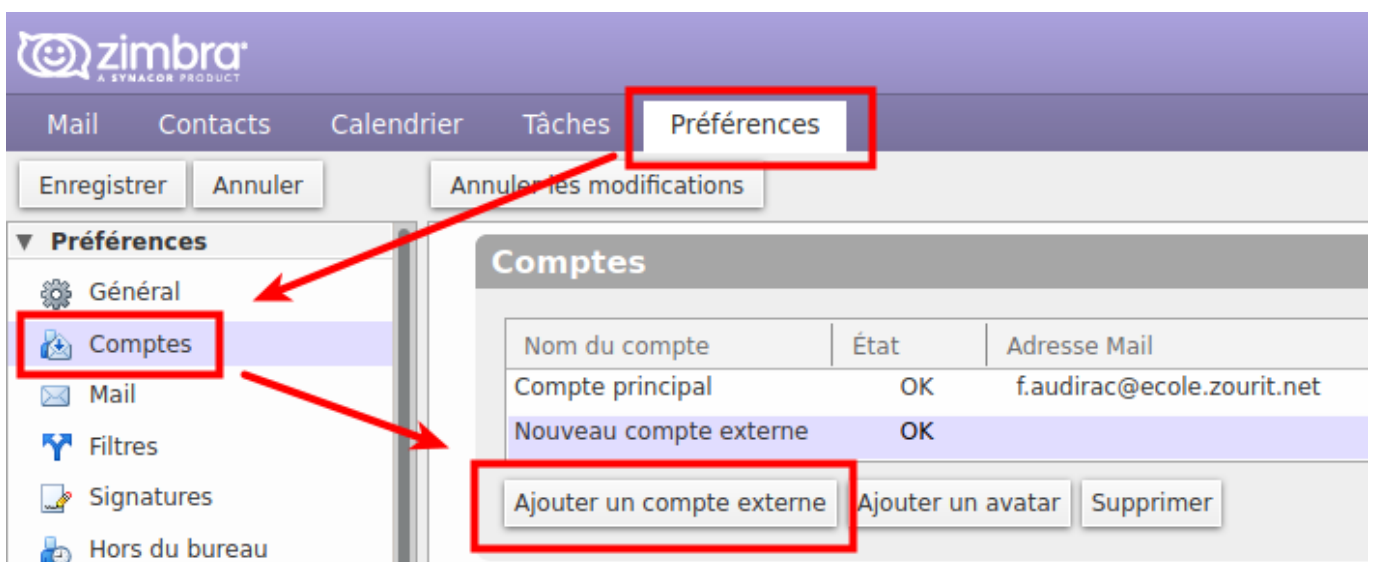 zimbra
A SYNACOR PRODUCT
Mail Contacts Calendrier Tâches Préférences
Enregistrer Annuler Annuler les modifications
Préférences
Général
Comptes
Mail
Filtres
Signatures
Hors du bureau
Comptes
Nom du compte État Adresse Mail
Compte principal OK f.audirac@ecole.zourit.net
Nouveau compte externe OK
Ajouter un compte externe Ajouter un avatar Supprimer